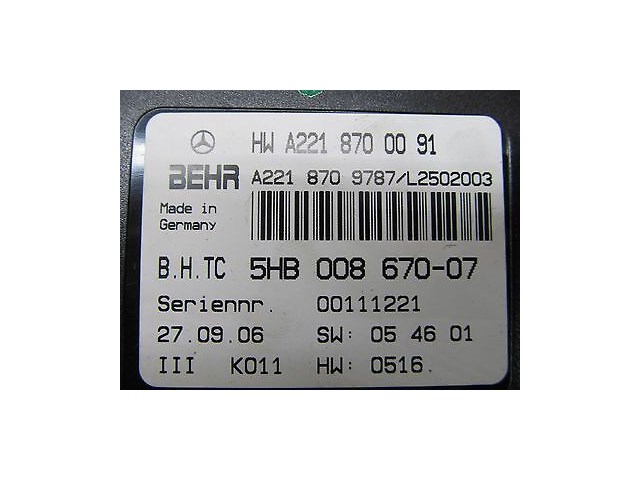 HW A221 870 00 91
BEHR A221 870 9787/L2502003
Made in
Germany
B.H.TC 5HB 008 670-07
Seriennr. 00111221
27.09.06 SW: 05 46 01
III K011 HW: 0516.